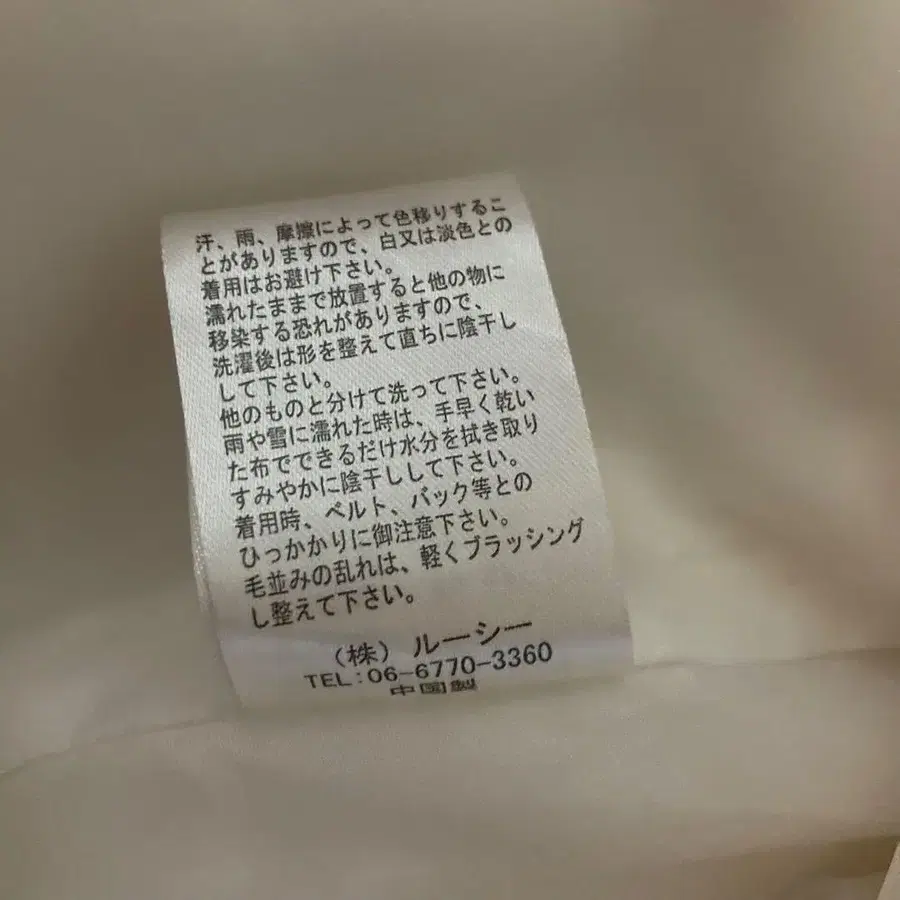 汗、雨、摩擦によって色移りするこ
とがありますので、白又は淡色との
着用はお避け下さい。
濡れたままで放置すると他の物に
移染する恐れがありますので、
洗濯後は形を整えて直ちに陰干し
して下さい。
他のものと分けて洗って下さい。
雨や雪に濡れた時は、手早く乾い
た布でできるだけ水分を拭き取り
すみやかに陰干しして下さい。
着用時、ベルト、バック等との
ひっかかりに御注意下さい。
毛並みの乱れは、軽くブラッシング
し整えて下さい。
(株) ルーシー
TEL:06-6770-3360
中国製